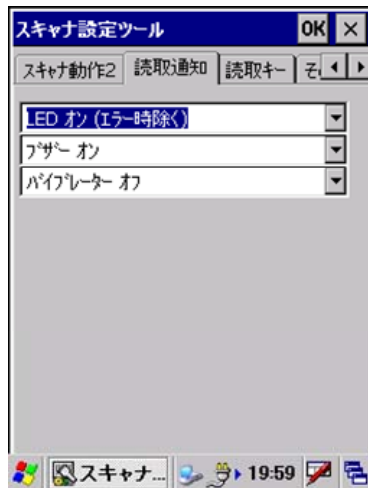 スキャナ設定ツール OK ×
スキャナ動作2 読取通知 読取キー そ
LED オン (エラー時除く)
ブザー オン
バイブレーター オフ
スキャナ... 19:59